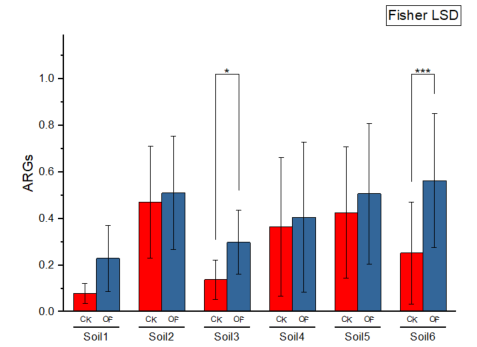 Fisher LSD
* ***
1.0
0.8
0.6
0.4
0.2
0.0
ARGs
CK OF CK OF CK OF CK OF CK OF CK OF
Soil1 Soil2 Soil3 Soil4 Soil5 Soil6